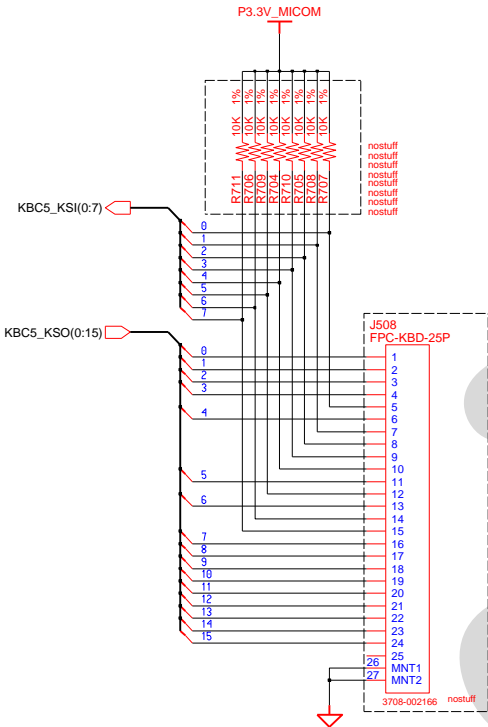 P3.3V_MICOM
10K 1%
10K 1%
10K 1%
10K 1%
10K 1%
10K 1%
10K 1%
10K 1%
R711
R706
R709
R704
R710
R705
R708
R707
nostuff
nostuff
nostuff
nostuff
nostuff
nostuff
nostuff
nostuff
KBC5_KSI(0:7)
0
1
2
3
4
5
6
7
KBC5_KSO(0:15)
0
1
2
3
4
5
6
7
8
9
10
11
12
13
14
15
J508
FPC-KBD-25P
1
2
3
4
5
6
7
8
9
10
11
12
13
14
15
16
17
18
19
20
21
22
23
24
25
26 MNT1
27 MNT2
3708-002166 nostuff